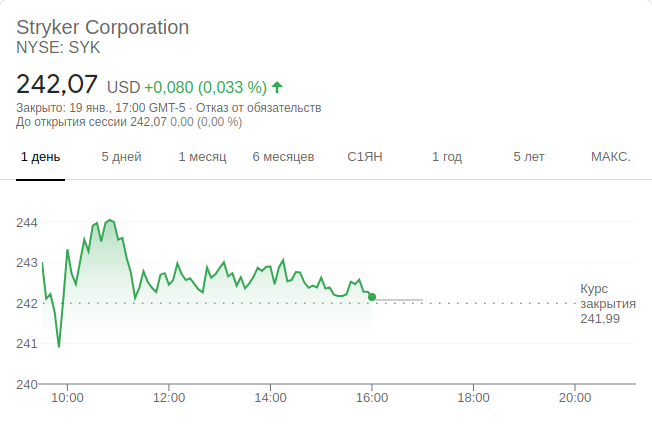 Stryker Corporation
NYSE: SYK
242,07 USD +0,080 (0,033 %)
Закрыто: 19 янв., 17:00 GMT-5 · Отказ от обязательств
До открытия сессии 242,07 0,00 (0,00 %)
1 день 5 дней 1 месяц 6 месяцев С1ЯН 1 год 5 лет МАКС.
244
243
242
241
240
Курс
закрытия
241,99
10:00 12:00 14:00 16:00 18:00 20:00